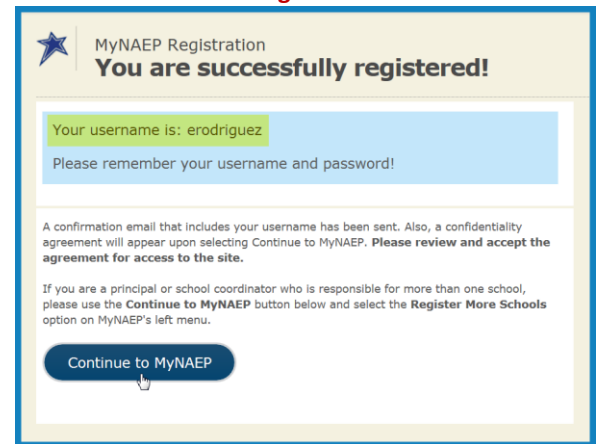 MyNAEP Registration
You are successfully registered!
Your username is: erodriguez
Please remember your username and password!
A confirmation email that includes your username has been sent. Also, a confidentiality
agreement will appear upon selecting Continue to MyNAEP. Please review and accept the
agreement for access to the site.
If you are a principal or school coordinator who is responsible for more than one school,
please use the Continue to MyNAEP button below and select the Register More Schools
option on MyNAEP's left menu.
Continue to MyNAEP